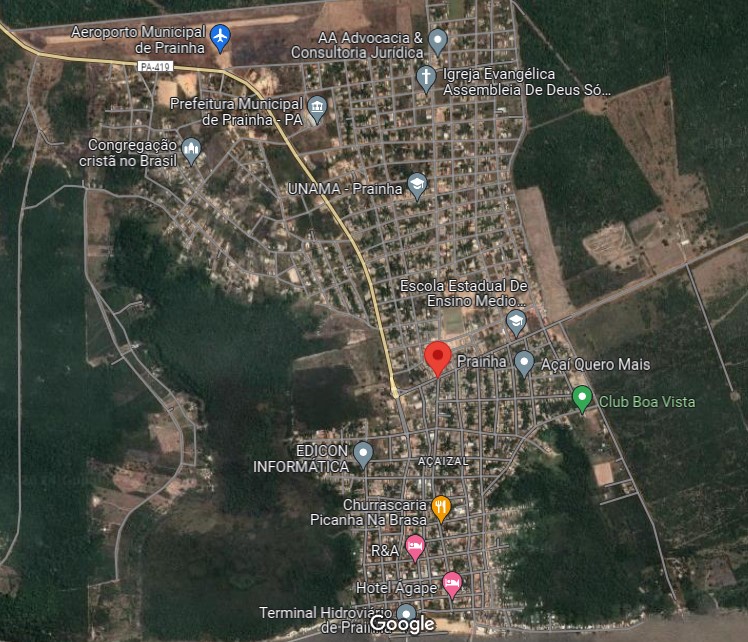 Aeroporto Municipal
de Prainha
AA Advocacia &
Consultoria Jurídica
PA-419
Igreja Evangélica
Assembleia De Deus Só...
Prefeitura Municipal
de Prainha - PA
Congregação
cristã no Brasil
UNAMA - Prainha
Escola Estadual De
Ensino Medio...
Prainha
Açaí Quero Mais
Club Boa Vista
EDICON
INFORMÁTICA
AÇAIZAL
Churrascaria
Picanha Na Brasa
R&A
Hotel Agape
Terminal Hidroviário
de Prainha
Google